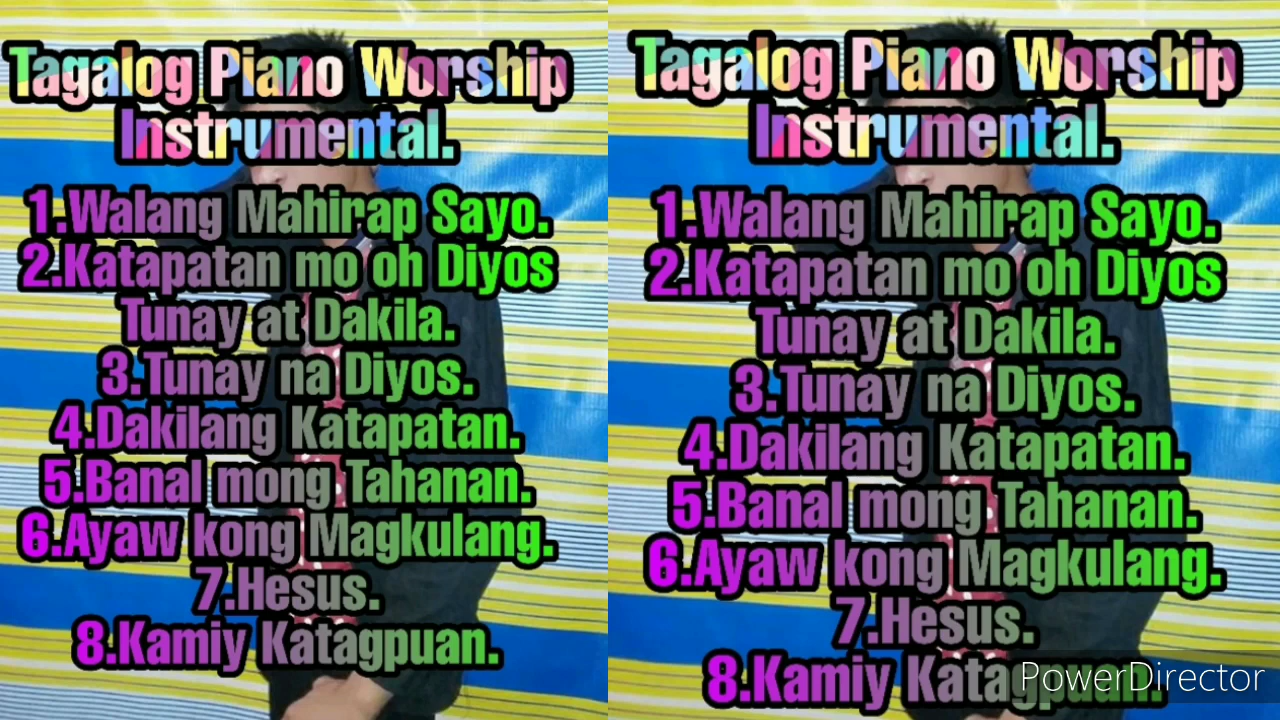 Tagalog Piano Worship
Instrumental.
1.Walang Mahirap Sayo.
2.Katapatan mo oh Diyos
Tunay at Dakila.
3.Tunay na Diyos.
4.Dakilang Katapatan.
5.Banal mong Tahanan.
6.Ayaw kong Magkulang.
7.Hesus.
8.Kamiy Katagpuan.
Tagalog Piano Worship
Instrumental.
1.Walang Mahirap Sayo.
2.Katapatan mo oh Diyos
Tunay at Dakila.
3.Tunay na Diyos.
4.Dakilang Katapatan.
5.Banal mong Tahanan.
6.Ayaw kong Magkulang.
7.Hesus.
8.Kamiy Katagpuan.
PowerDirector